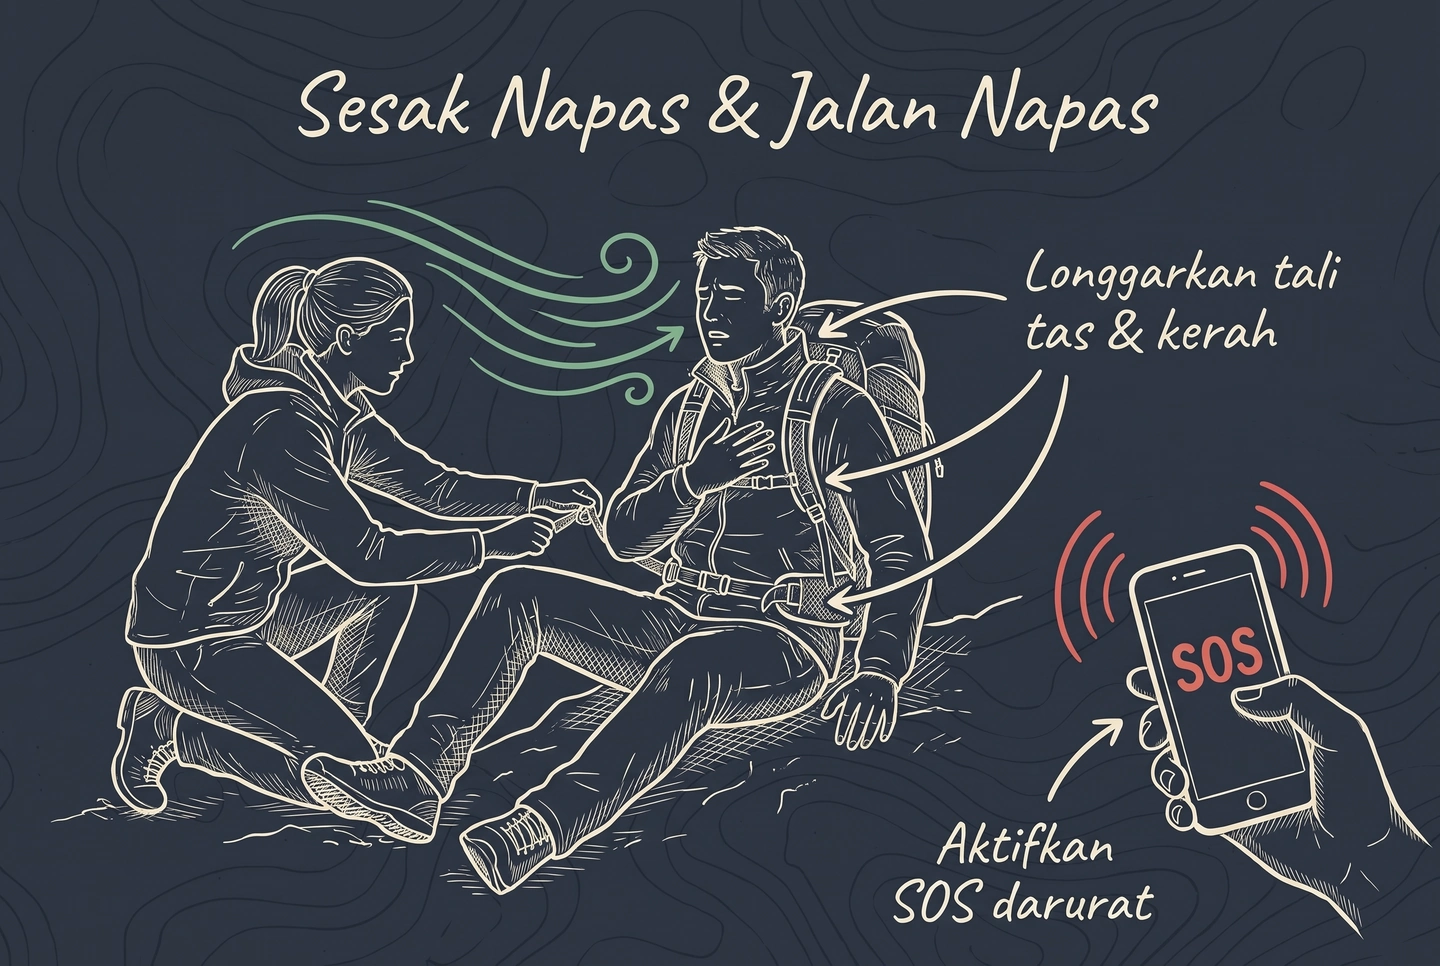 Sesak Napas & Jalan Napas
Longgarkan tali
tas & kerah
SOS
Aktifkan
SOS darurat